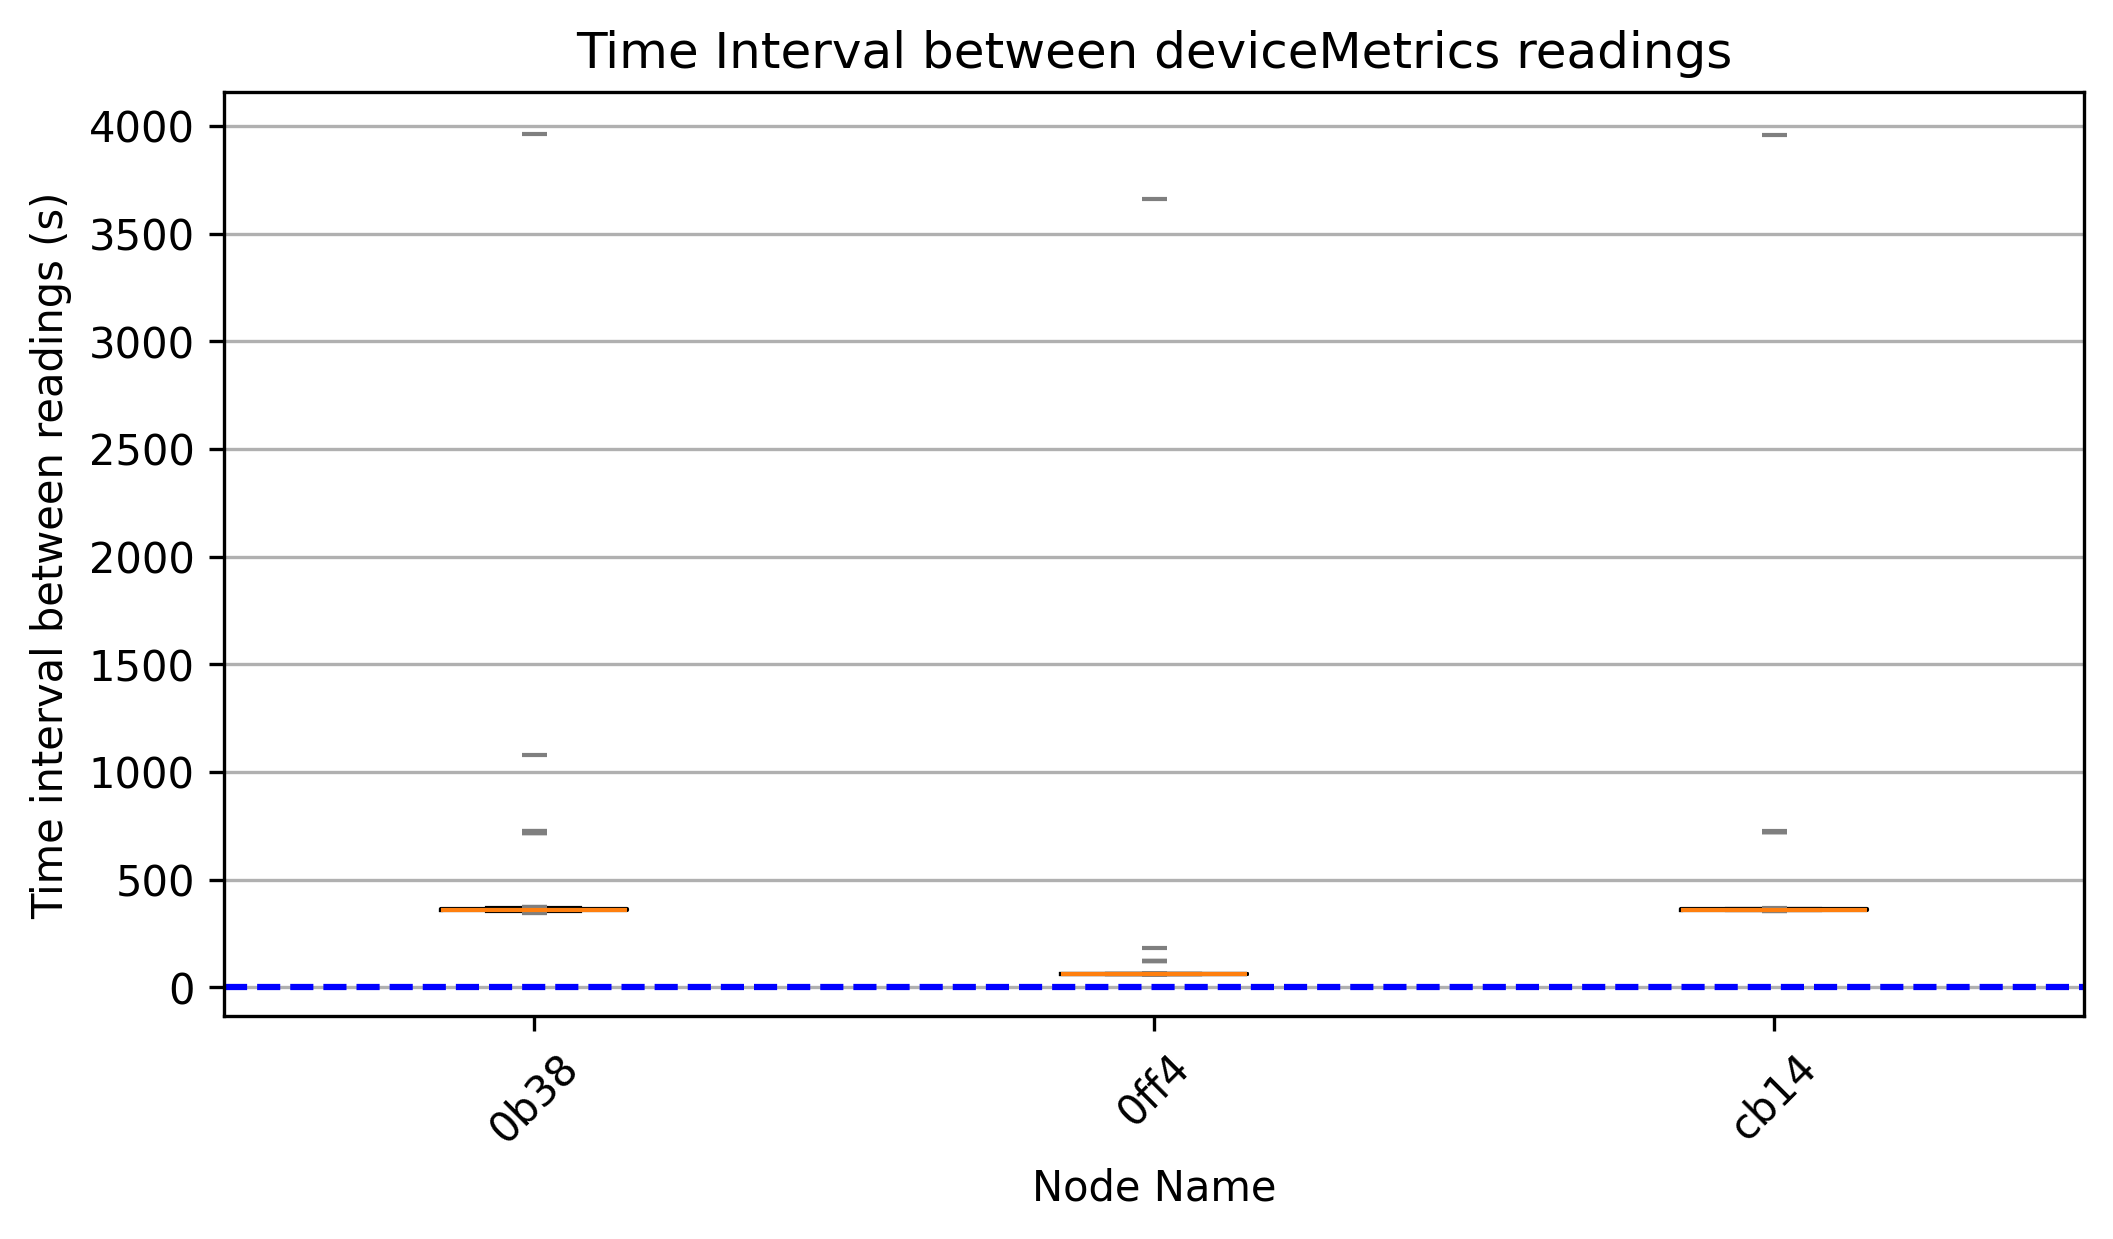 Time Interval between deviceMetrics readings
Time interval between readings (s)
4000
3500
3000
2500
2000
1500
1000
500
0
0b38
0ff4
cb14
Node Name